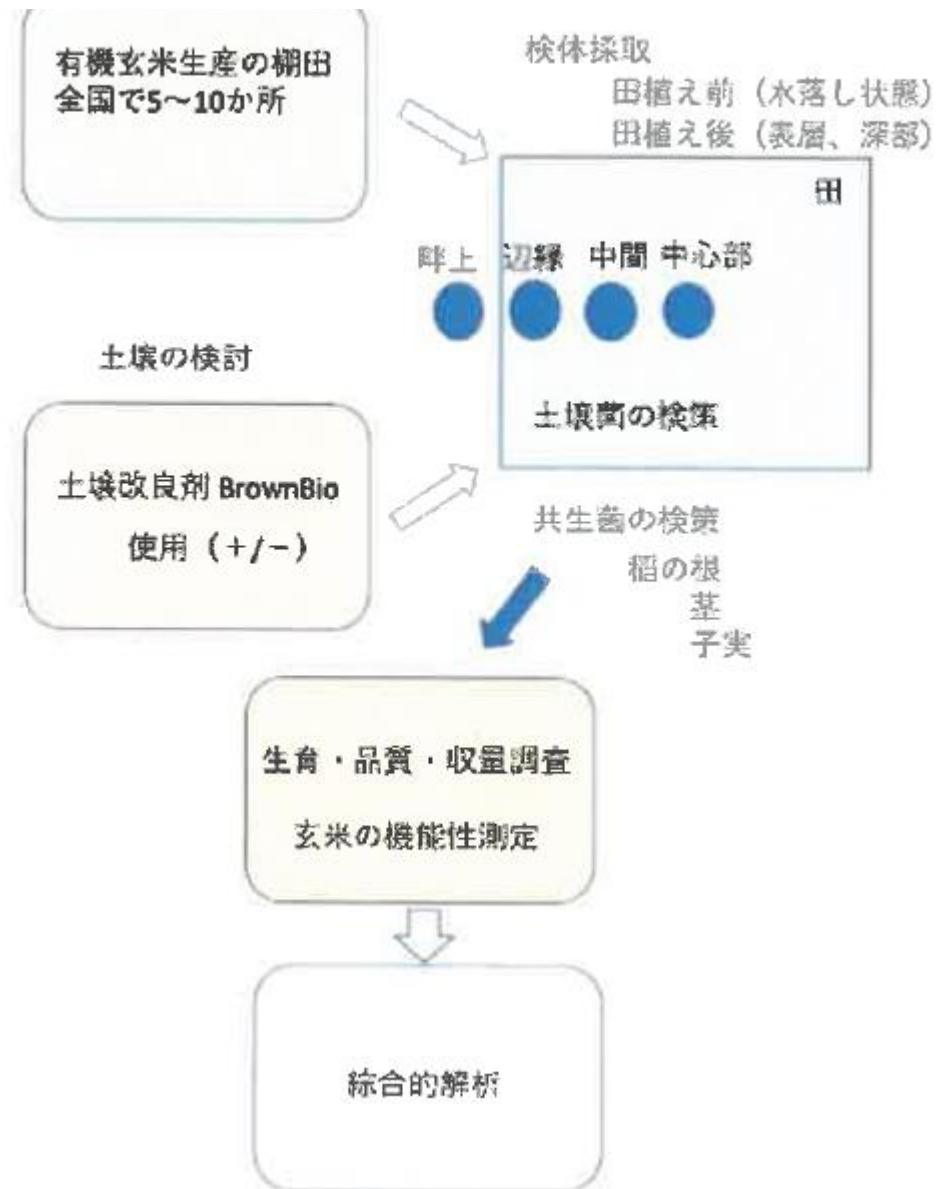 有機玄米生産の棚田
全国で5〜10か所
検体採取
田植え前（水落し状態）
田植え後（表層、深部）
田
畔上 辺縁 中間 中心部
土壌の検討
土壌菌の検策
土壌改良剤 BrownBio
使用（+/−）
共生菌の検策
稲の根
茎
子実
生育・品質・収量調査
玄米の機能性測定
綜合的解析